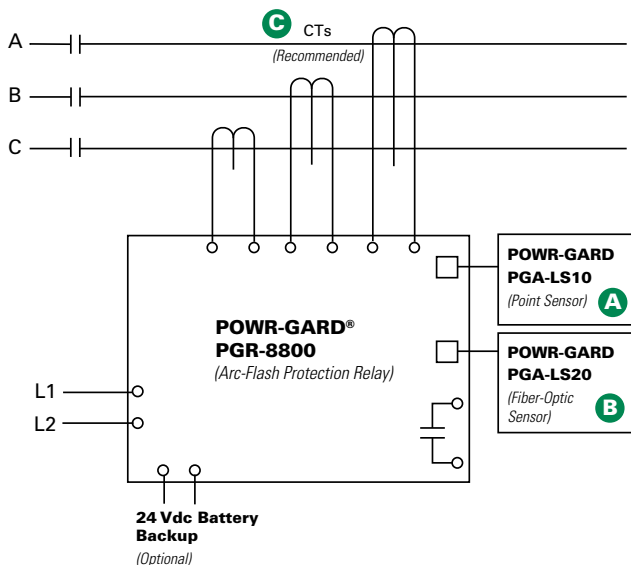 C CTs
(Recommended)
A
B
C
POWR-GARD
PGA-LS10
(Point Sensor) A
POWR-GARD®
PGR-8800
(Arc-Flash Protection Relay)
POWR-GARD
PGA-LS20
(Fiber-Optic
Sensor) B
L1
L2
24 Vdc Battery
Backup
(Optional)